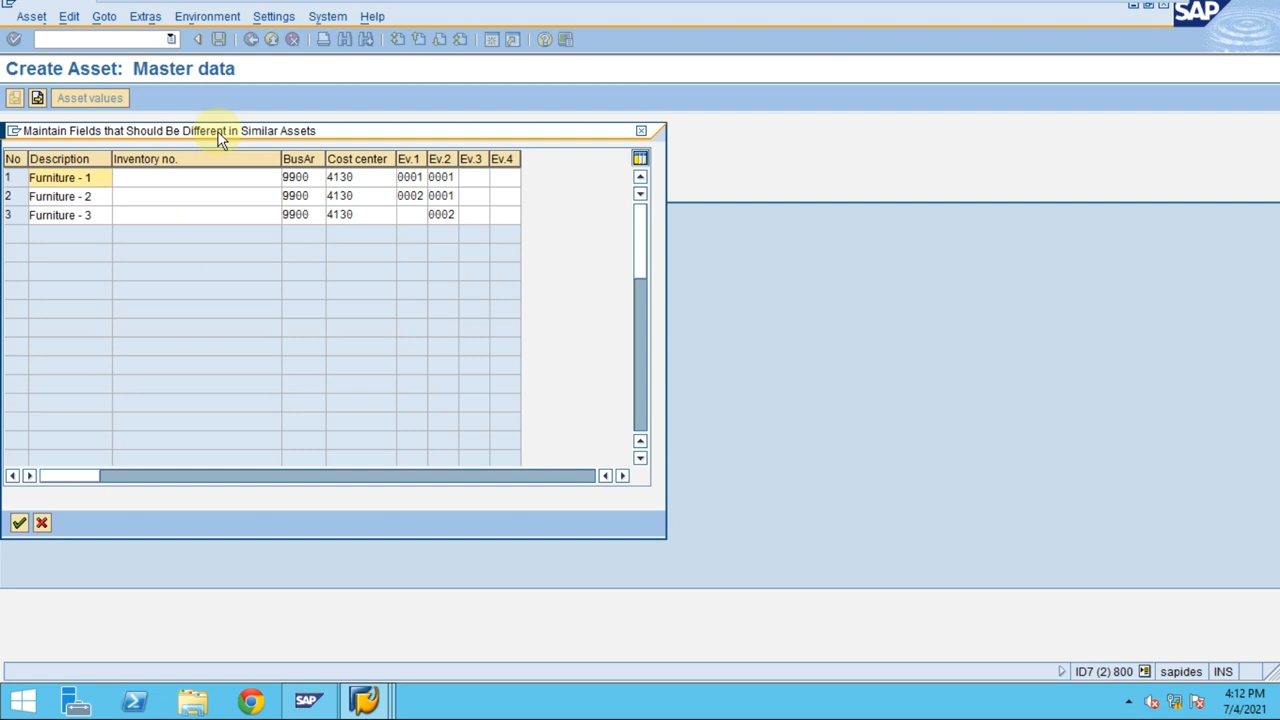 Asset Edit Goto Extras Environment Settings System Help
SAP
Create Asset: Master data
Asset values
Maintain Fields that Should Be Different in Similar Assets
No Description Inventory no. BusAr Cost center Ev.1 Ev.2 Ev.3 Ev.4
1 Furniture - 1 9900 4130 0001 0001
2 Furniture - 2 9900 4130 0002 0001
3 Furniture - 3 9900 4130 0002
ID7 (2) 800 sapides INS
SAP
4:12 PM
7/4/2021